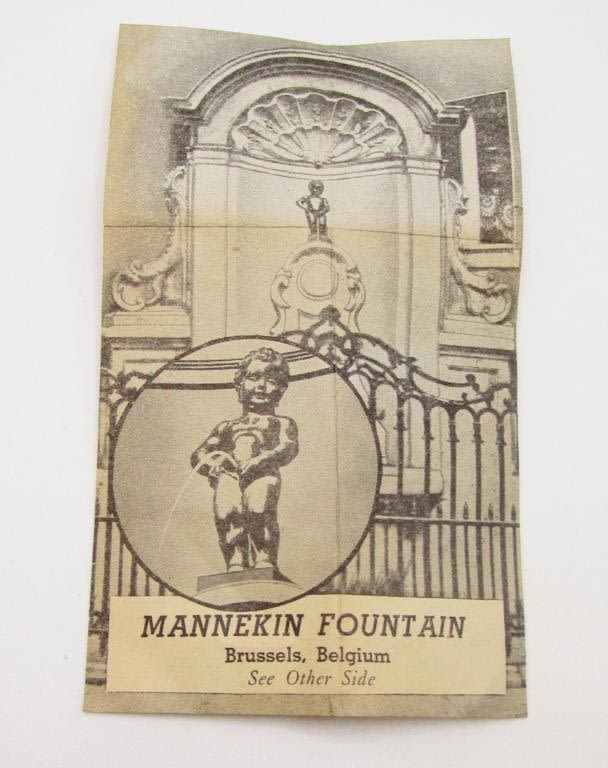 MANNEKIN FOUNTAIN
Brussels, Belgium
See Other Side